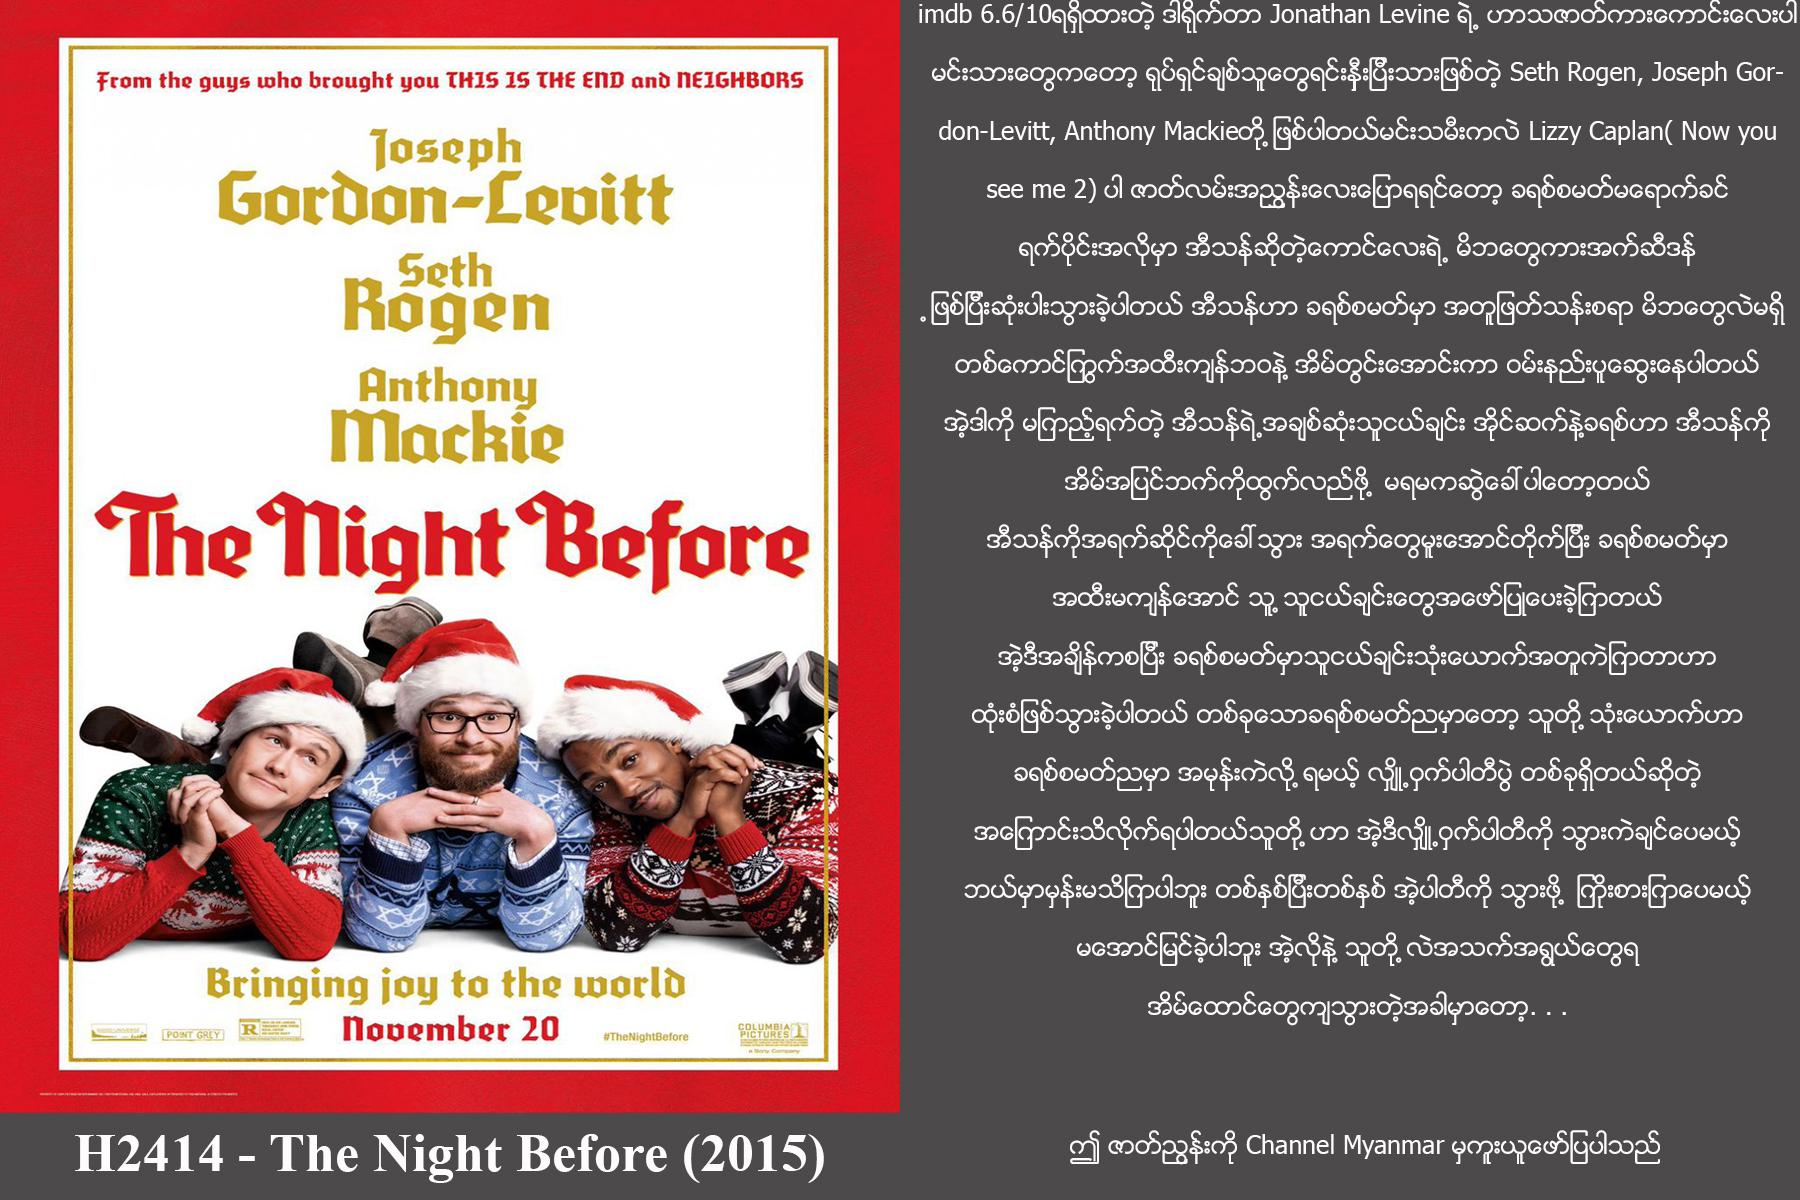 From the guys who brought you THIS IS THE END and NEIGHBORS
Joseph
Gordon-Levitt
Seth
Rogen
Anthony
Mackie
The Night Before
Bringing joy to the world
POINT GREY
R
November 20
#TheNightBefore
COLUMBIA
PICTURES
a Sony Company
H2414 - The Night Before (2015)
imdb 6.6/10ရရှိထားတဲ့ ဒါရိုက်တာ Jonathan Levine ရဲ့ ဟာသဇာတ်ကားကောင်းလေးပါ
မင်းသားတွေကတော့ ရုပ်ရှင်ချစ်သူတွေရင်းနှီးပြီးသားဖြစ်တဲ့ Seth Rogen, Joseph Gor-
don-Levitt, Anthony Mackieတို့ဖြစ်ပါတယ်မင်းသမီးကလဲ Lizzy Caplan( Now you
see me 2) ပါ ဇာတ်လမ်းအညွှန်းလေးပြောရရင်တော့ ခရစ်စမတ်မရောက်ခင်
ရက်ပိုင်းအလိုမှာ အီသန်ဆိုတဲ့ကောင်လေးရဲ့ မိဘတွေကားအက်ဆီဒန့်
ဖြစ်ပြီးဆုံးပါးသွားခဲ့ပါတယ် အီသန်ဟာ ခရစ်စမတ်မှာ အတူဖြတ်သန်းစရာ မိဘတွေလဲမရှိ
တစ်ကောင်ကြွက်အထီးကျန်ဘဝနဲ့ အိမ်တွင်းအောင်းကာ ဝမ်းနည်းပူဆွေးနေပါတယ်
အဲ့ဒါကို မကြာည့်ရက်တဲ့ အီသန်ရဲ့အချစ်ဆုံးသူငယ်ချင်း အိုင်ဆက်နဲ့ခရစ်ဟာ အီသန်ကို
အိမ်အပြင်ဘက်ကိုထွက်လည်ဖို့ မရမကဆွဲခေါ်ပါတော့တယ်
အီသန်ကိုအရက်ဆိုင်ကိုခေါ်သွား အရက်တွေမူးအောင်တိုက်ပြီး ခရစ်စမတ်မှာ
အထီးမကျန်အောင် သူ့ သူငယ်ချင်းတွေအဖော်ပြုပေးခဲ့ကြာတယ်
အဲ့ဒီအချိန်ကစပြီး ခရစ်စမတ်မှာသူငယ်ချင်းသုံးယောက်အတူကဲကြာတာဟာ
ထုံးစံဖြစ်သွားခဲ့ပါတယ် တစ်ခုသောခရစ်စမတ်ညမှာတော့ သူတို့ သုံးယောက်ဟာ
ခရစ်စမတ်ညမှာ အမုန်းကဲလို့ ရမယ့် လျှို့ဝှက်ပါတီပွဲ တစ်ခုရှိတယ်ဆိုတဲ့
အကြောင်းသိလိုက်ရပါတယ်သူတို့ ဟာ အဲ့ဒီလျှို့ဝှက်ပါတီကို သွားကဲချင်ပေမယ့်
ဘယ်မှာမှန်းမသိကြာပါဘူး တစ်နှစ်ပြီးတစ်နှစ် အဲ့ပါတီကို သွားဖို့ ကြိုးစားကြာပေမယ့်
မအောင်မြင်ခဲ့ပါဘူး အဲ့လိုနဲ့ သူတို့ လဲအသက်အရွယ်တွေရ
အိမ်ထောင်တွေကျသွားတဲ့အခါမှာတော့. . .
ဤ ဇာတ်ညွှန်းကို Channel Myanmar မှကူးယူဖော်ပြပါသည်